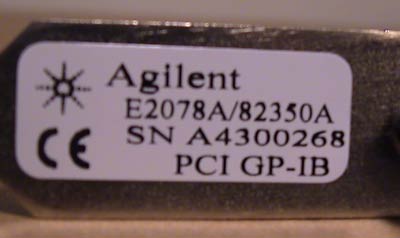 Agilent
E2078A/82350A
SN A4300268
CE PCI GP-IB